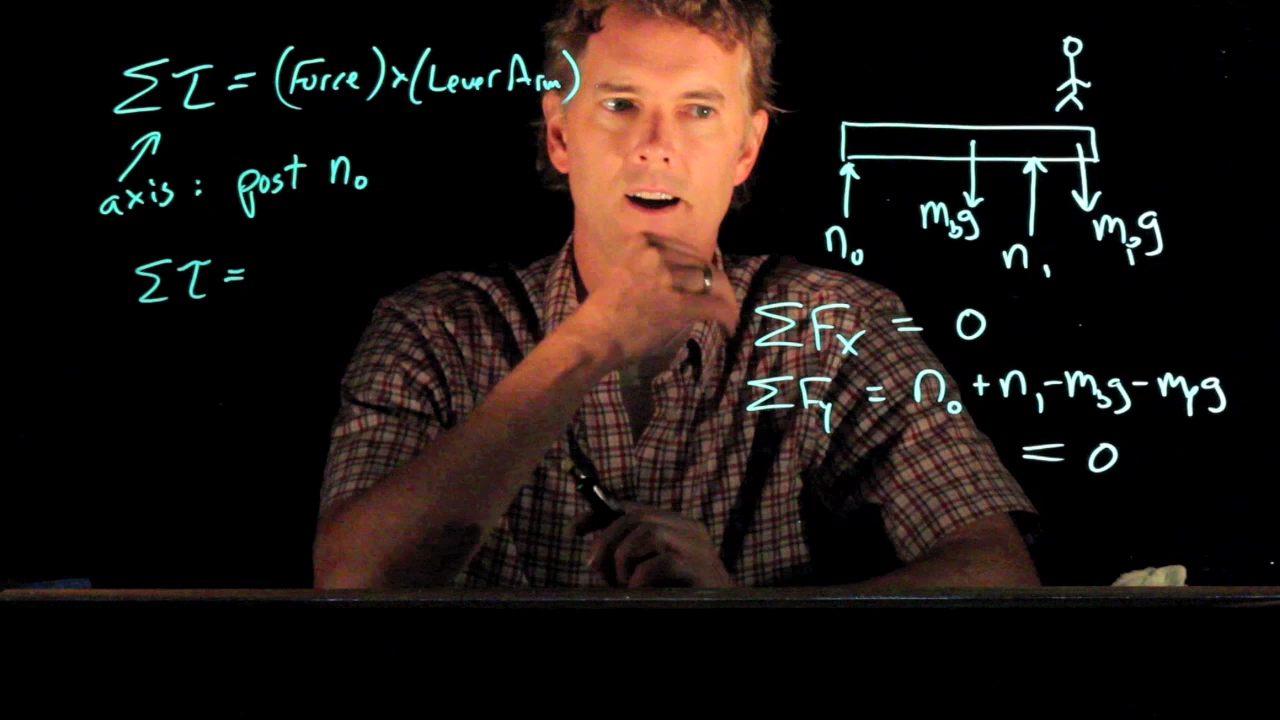 Στ = (Force)×(Lever Arm)
axis: post n₀
Στ =
n₀
m_Bg
n₁
m_pg
ΣFₓ = 0
ΣF_y = n₀+n₁-m_Bg-m_pg
= 0